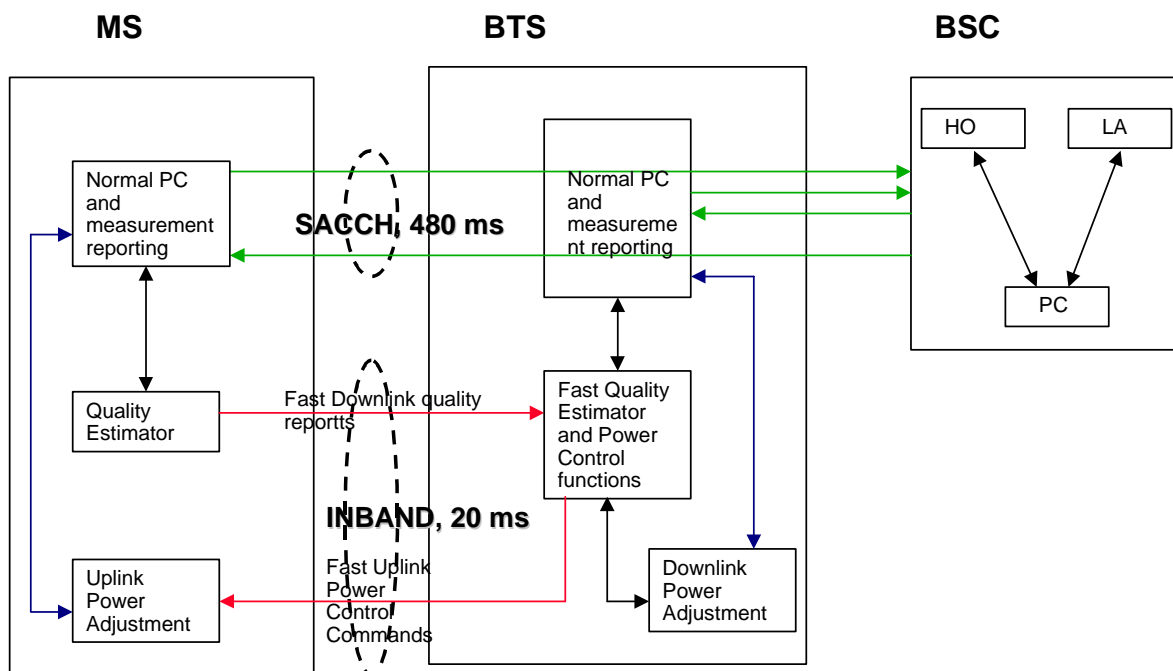 MS
BTS
BSC
HO
LA
PC
Normal PC
and
measurement
reporting
SACCH, 480 ms
Normal PC
and
measureme
nt reporting
Quality
Estimator
Fast Downlink quality
reportts
Fast Quality
Estimator
and Power
Control
functions
INBAND, 20 ms
Uplink
Power
Adjustment
Fast Uplink
Power
Control
Commands
Downlink
Power
Adjustment